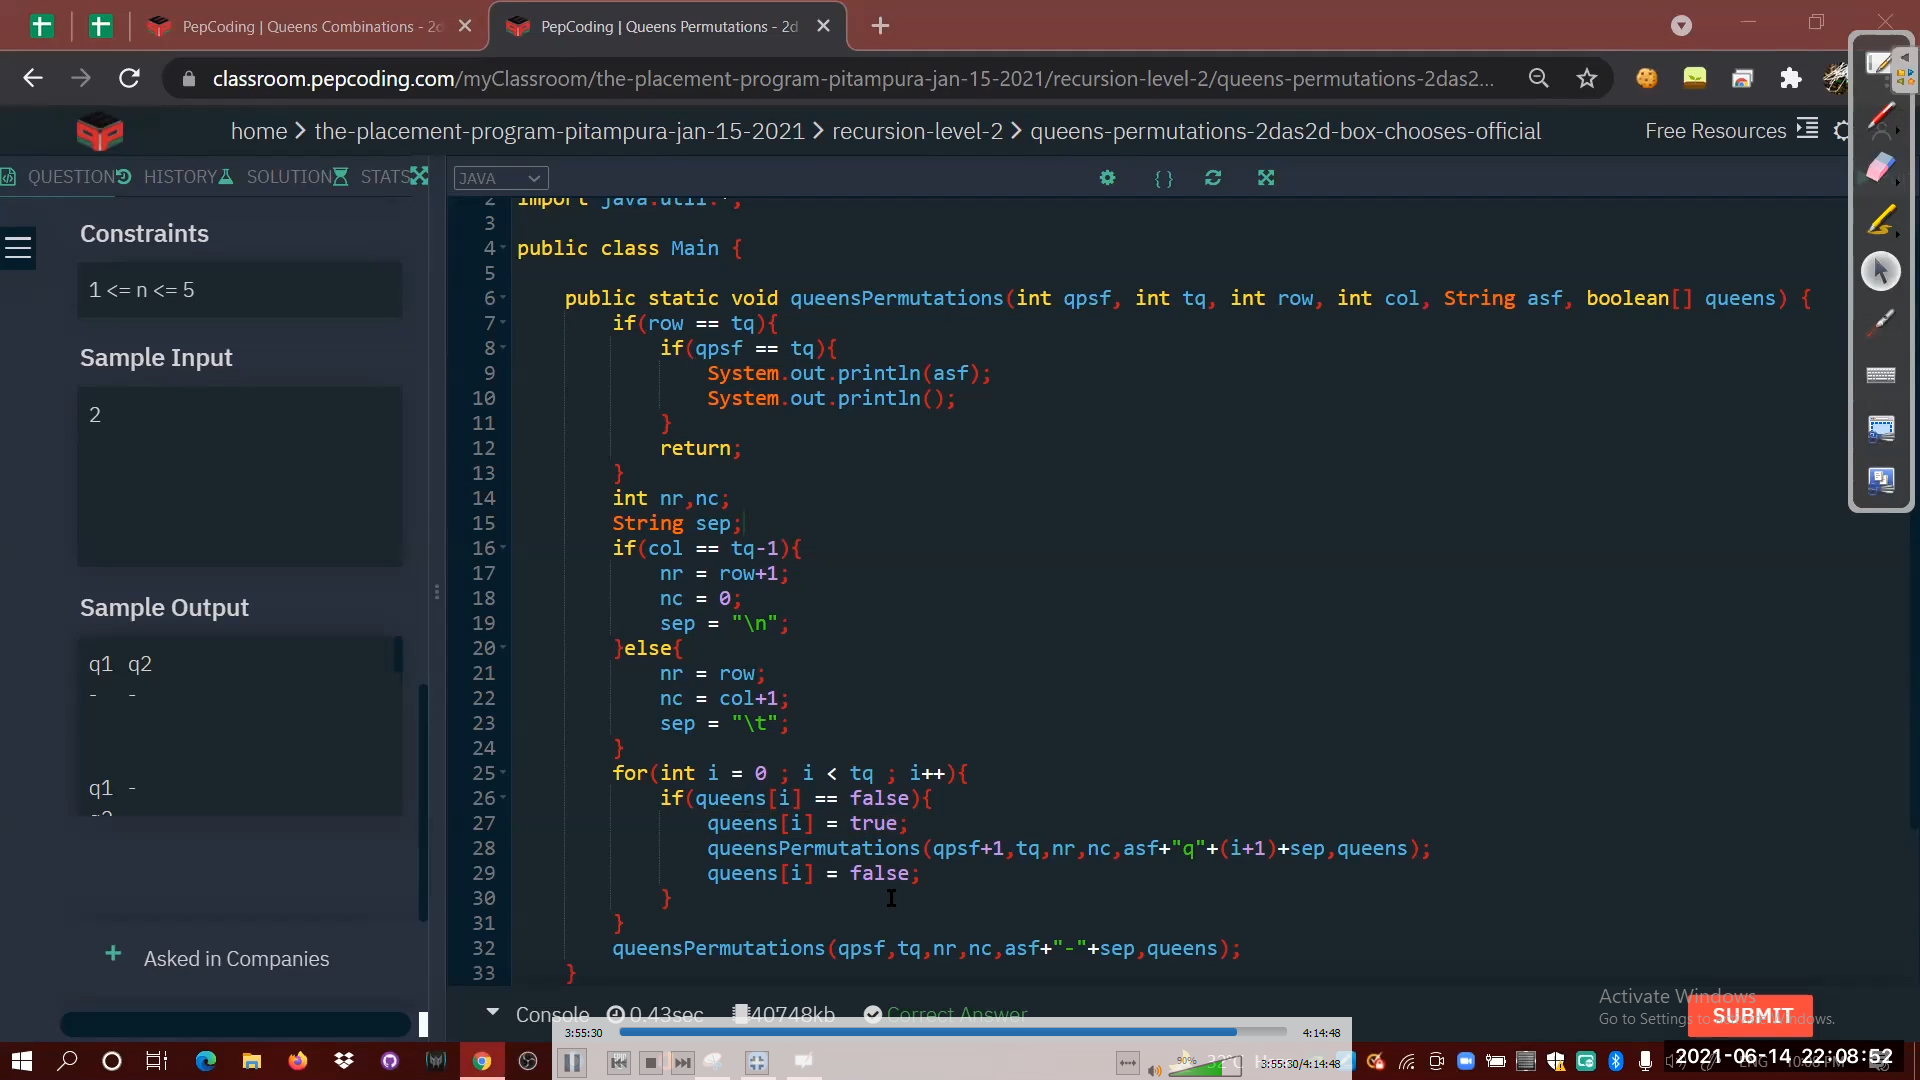 PepCoding | Queens Combinations - 2d
PepCoding | Queens Permutations - 2d
classroom.pepcoding.com/myClassroom/the-placement-program-pitampura-jan-15-2021/recursion-level-2/queens-permutations-2das2...
home > the-placement-program-pitampura-jan-15-2021 > recursion-level-2 > queens-permutations-2das2d-box-chooses-official
Free Resources
QUESTION HISTORY SOLUTION STATS
JAVA
Constraints
1 <= n <= 5
Sample Input
2
Sample Output
q1 q2
- -
q1 -
Asked in Companies
2 import java.util.*;
3
4 public class Main {
5
6 public static void queensPermutations(int qpsf, int tq, int row, int col, String asf, boolean[] queens) {
7 if(row == tq){
8 if(qpsf == tq){
9 System.out.println(asf);
10 System.out.println();
11 }
12 return;
13 }
14 int nr,nc;
15 String sep;
16 if(col == tq-1){
17 nr = row+1;
18 nc = 0;
19 sep = "\n";
20 }else{
21 nr = row;
22 nc = col+1;
23 sep = "\t";
24 }
25 for(int i = 0 ; i < tq ; i++){
26 if(queens[i] == false){
27 queens[i] = true;
28 queensPermutations(qpsf+1,tq,nr,nc,asf+"q"+(i+1)+sep,queens);
29 queens[i] = false;
30 }
31 }
32 queensPermutations(qpsf,tq,nr,nc,asf+"-"+sep,queens);
33 }
Console 0.43sec 40748kb Correct Answer
Activate Windows
Go to Settings to activate Windows.
SUBMIT
3:55:30
4:14:48
90%
3:55:30/4:14:48
2021-06-14 22:08:52